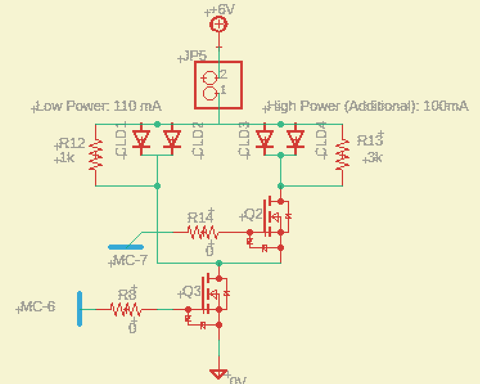 +6V
JP5
2
1
Low Power: 110 mA
High Power (Additional): 100mA
R12
1k
CLD1
CLD2
CLD3
CLD4
R13
3k
Q2
R14
0
MC-7
Q3
MC-6
R8
0
0V